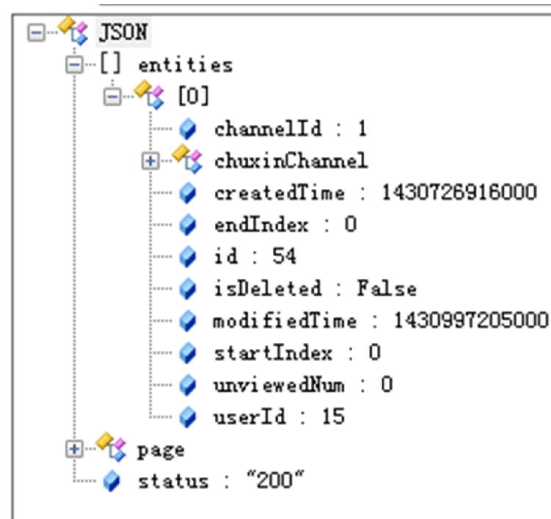 JSON
[] entities
[0]
channelId : 1
chuxinChannel
createdTime : 1430726916000
endIndex : 0
id : 54
isDeleted : False
modifiedTime : 1430997205000
startIndex : 0
unviewedNum : 0
userId : 15
page
status : "200"